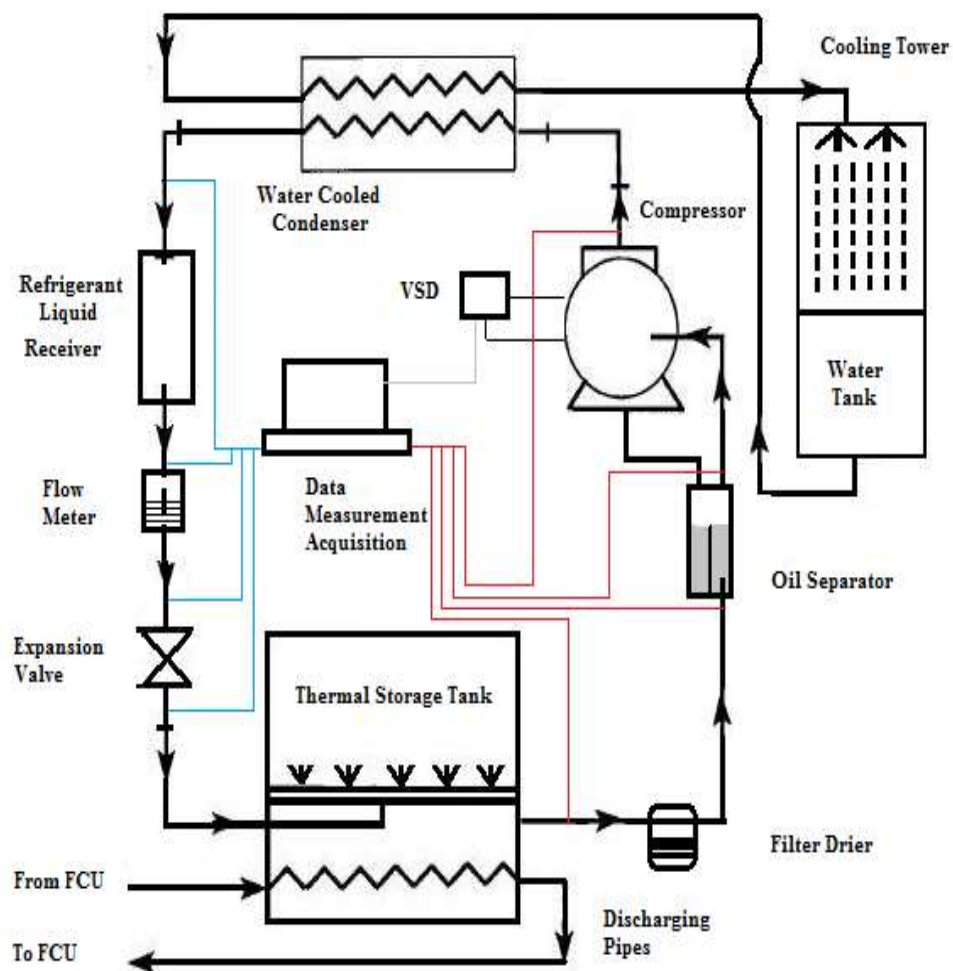 Cooling Tower
Water Cooled
Condenser
Compressor
Refrigerant
Liquid
Receiver
VSD
Water
Tank
Flow
Meter
Data
Measurement
Acquisition
Oil Separator
Expansion
Valve
Thermal Storage Tank
Filter Drier
From FCU
Discharging
Pipes
To FCU